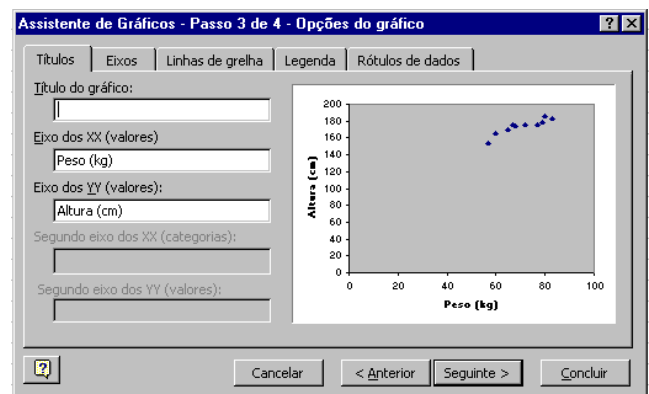 Assistente de Gráficos - Passo 3 de 4 - Opções do gráfico
Títulos Eixos Linhas de grelha Legenda Rótulos de dados
Título do gráfico:
Eixo dos XX (valores)
Peso (kg)
Eixo dos YY (valores):
Altura (cm)
Segundo eixo dos XX (categorias):
Segundo eixo dos YY (valores):
Altura (cm)
200
180
160
140
120
100
80
60
40
20
0
0 20 40 60 80 100
Peso (kg)
Cancelar < Anterior Seguinte > Concluir